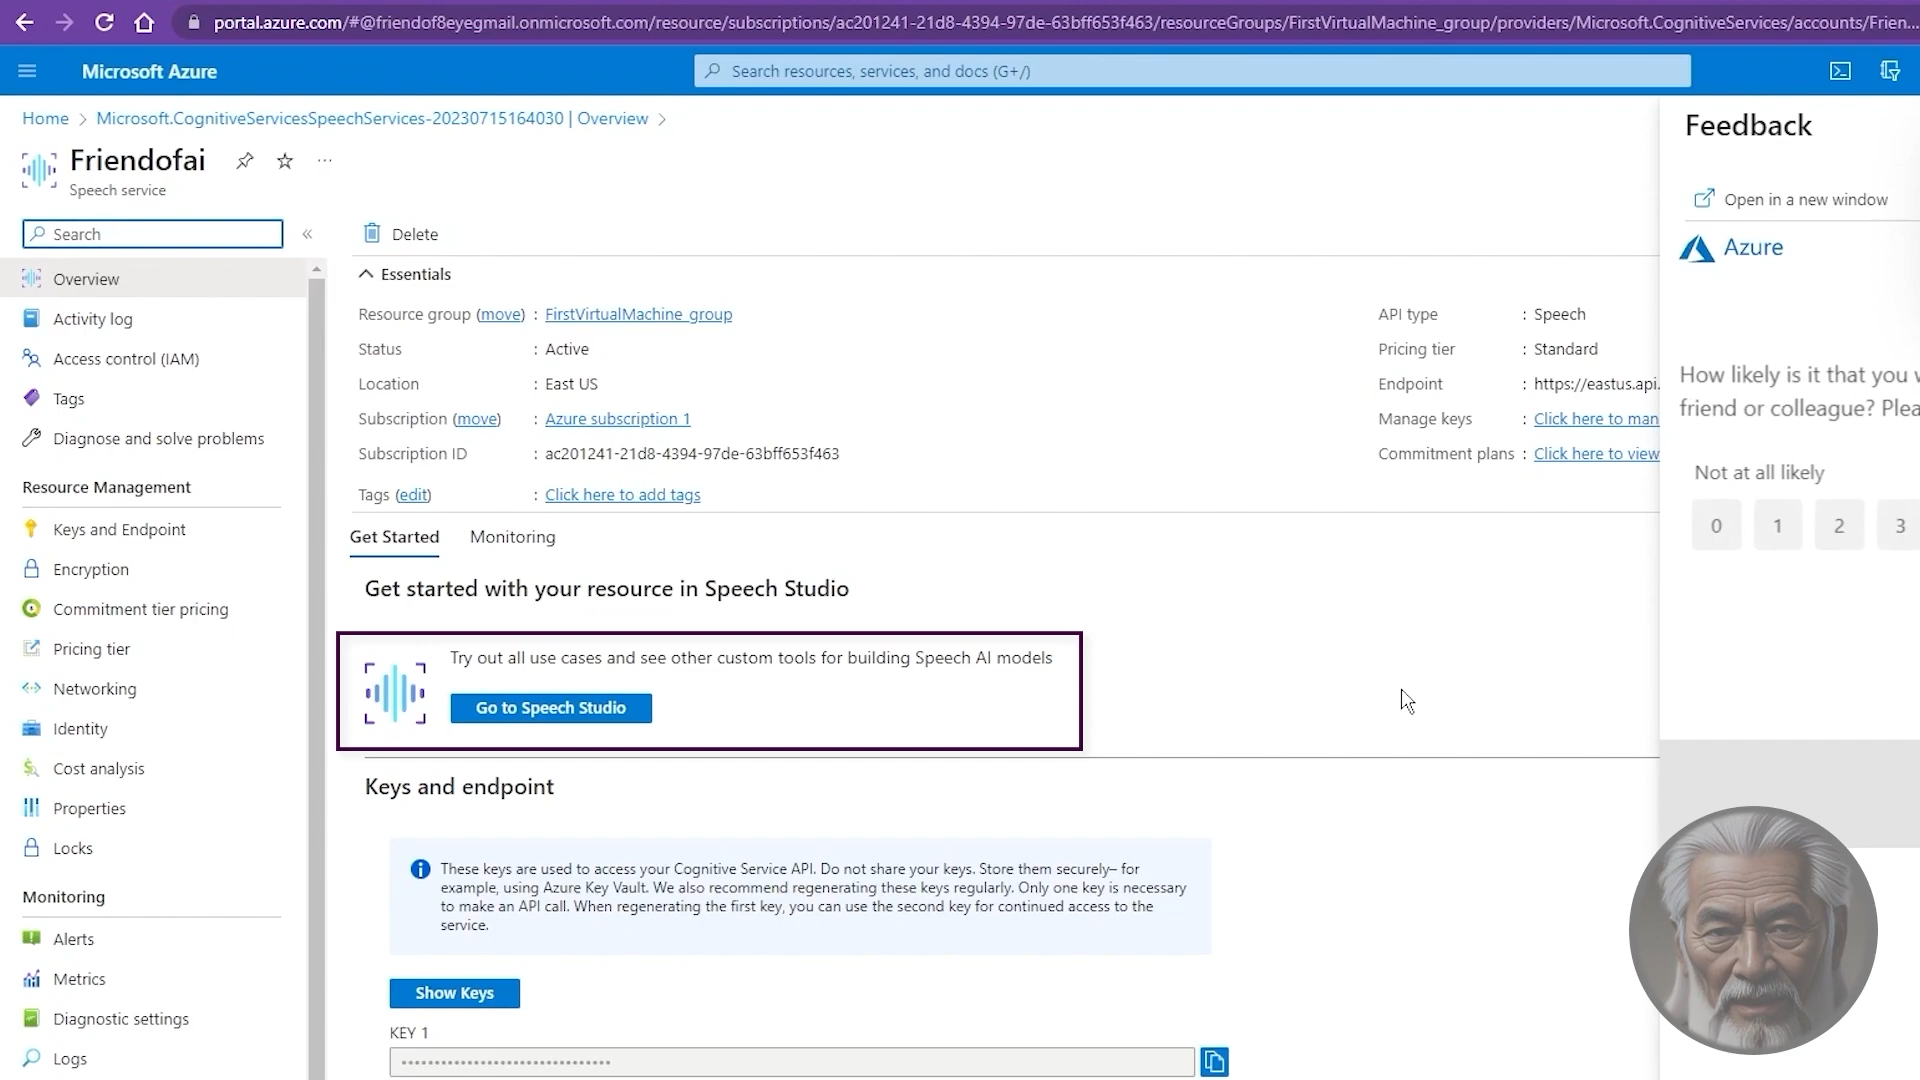 portal.azure.com/#@friendof8eyegmail.onmicrosoft.com/resource/subscriptions/ac201241-21d8-4394-97de-63bff653f463/resourceGroups/FirstVirtualMachine_group/providers/Microsoft.CognitiveServices/accounts/Frien...
Microsoft Azure
Search resources, services, and docs (G+/)
Home > Microsoft.CognitiveServicesSpeechServices-20230715164030 | Overview >
Friendofai
Speech service
Search
«
Overview
Activity log
Access control (IAM)
Tags
Diagnose and solve problems
Resource Management
Keys and Endpoint
Encryption
Commitment tier pricing
Pricing tier
Networking
Identity
Cost analysis
Properties
Locks
Monitoring
Alerts
Metrics
Diagnostic settings
Logs
Delete
Essentials
Resource group (move) : FirstVirtualMachine_group
Status : Active
Location : East US
Subscription (move) : Azure subscription 1
Subscription ID : ac201241-21d8-4394-97de-63bff653f463
Tags (edit) : Click here to add tags
API type : Speech
Pricing tier : Standard
Endpoint : https://eastus.api.
Manage keys : Click here to man
Commitment plans : Click here to view
Get Started Monitoring
Get started with your resource in Speech Studio
Try out all use cases and see other custom tools for building Speech AI models
Go to Speech Studio
Keys and endpoint
These keys are used to access your Cognitive Service API. Do not share your keys. Store them securely– for
example, using Azure Key Vault. We also recommend regenerating these keys regularly. Only one key is necessary
to make an API call. When regenerating the first key, you can use the second key for continued access to the
service.
Show Keys
KEY 1
Feedback
Open in a new window
Azure
How likely is it that you w
friend or colleague? Plea
Not at all likely
0 1 2 3